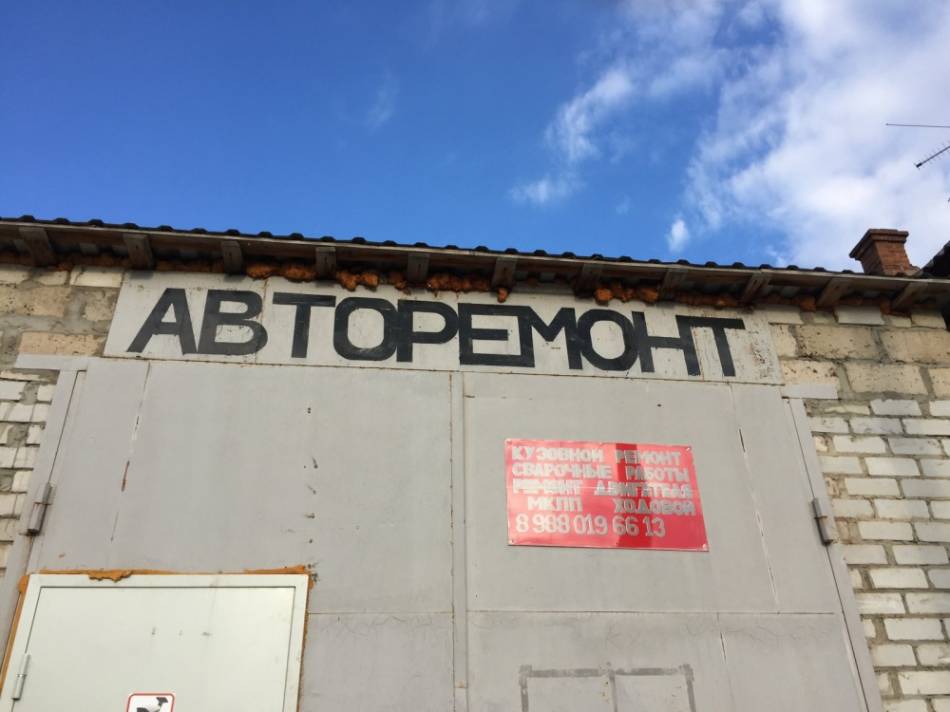 АВТОРЕМОНТ
КУЗОВНОЙ РЕМОНТ
СВАРОЧНЫЕ РАБОТЫ
РЕМОНТ ДВИГАТЕЛЯ
МКПП ХОДОВОЙ
8 988 019 66 13